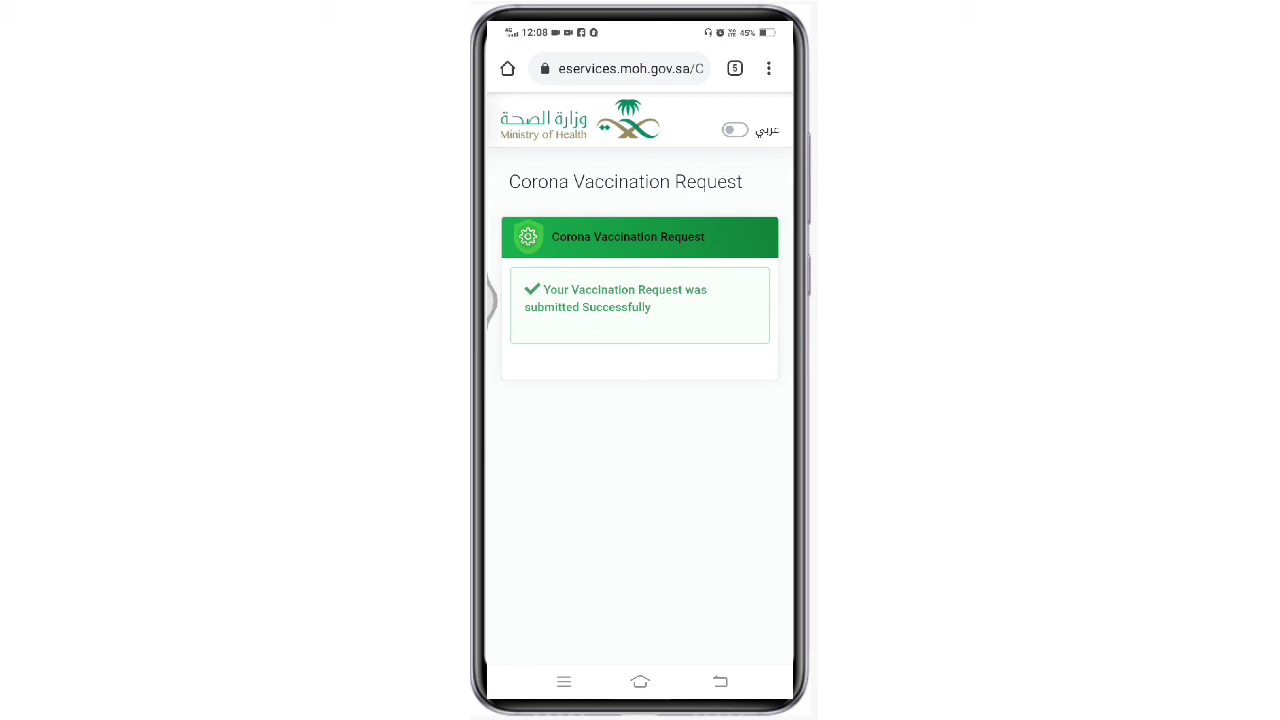 4G 12:08 45%
eservices.moh.gov.sa/C 5
وزارة الصحة
Ministry of Health
عربي
Corona Vaccination Request
Corona Vaccination Request
Your Vaccination Request was
submitted Successfully